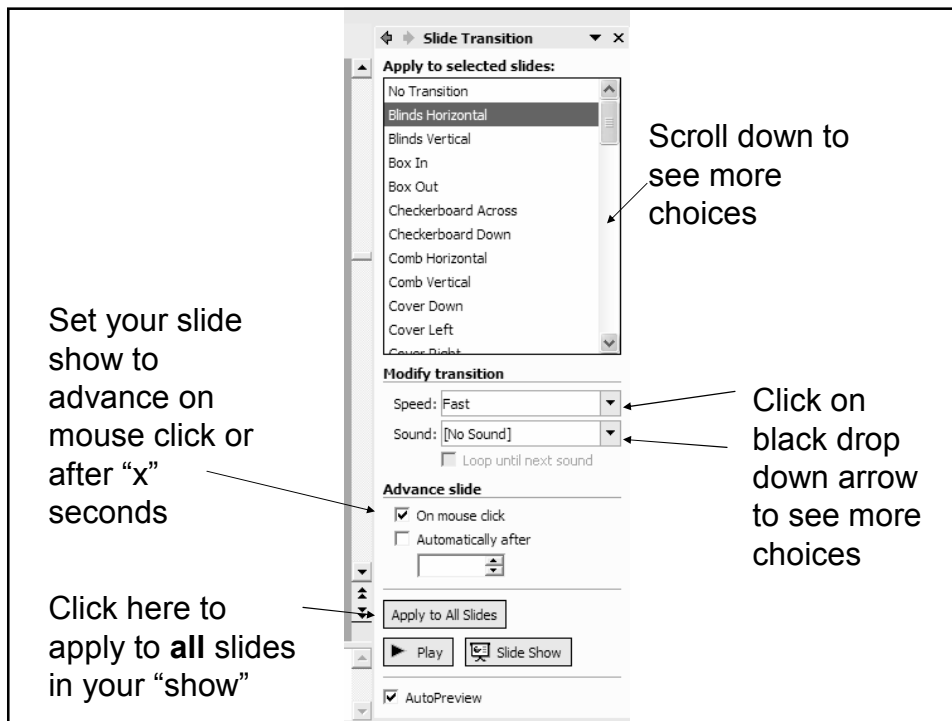 Slide Transition
Apply to selected slides:
No Transition
Blinds Horizontal
Blinds Vertical
Box In
Box Out
Checkerboard Across
Checkerboard Down
Comb Horizontal
Comb Vertical
Cover Down
Cover Left
Cover Right
Modify transition
Speed: Fast
Sound: [No Sound]
Loop until next sound
Advance slide
On mouse click
Automatically after
Apply to All Slides
Play
Slide Show
AutoPreview
Scroll down to
see more
choices
Set your slide
show to
advance on
mouse click or
after “x”
seconds
Click on
black drop
down arrow
to see more
choices
Click here to
apply to all slides
in your “show”